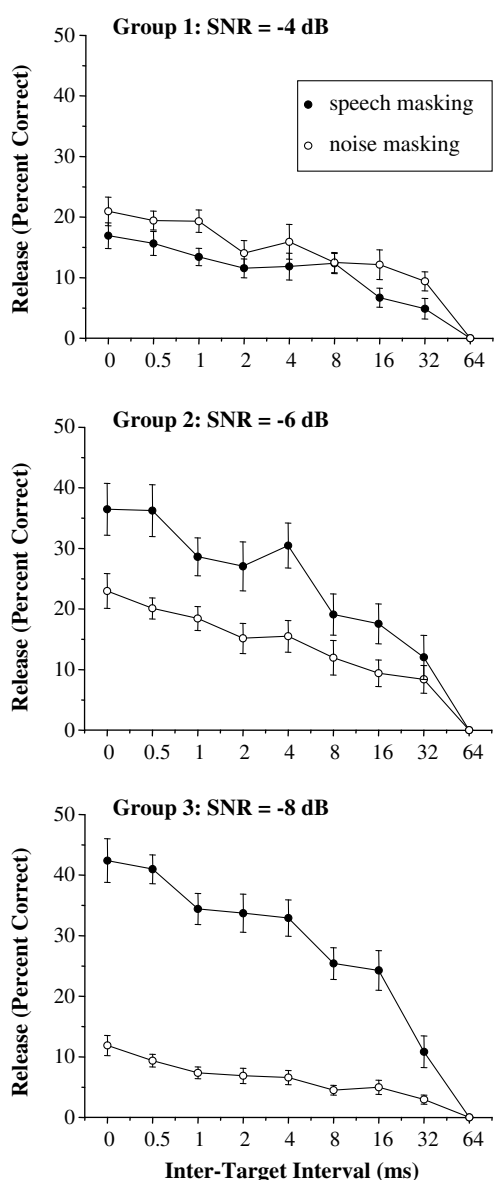 Group 1: SNR = -4 dB
50
40
30
20
10
0
Release (Percent Correct)
speech masking
noise masking
0 0.5 1 2 4 8 16 32 64
Group 2: SNR = -6 dB
50
40
30
20
10
0
Release (Percent Correct)
0 0.5 1 2 4 8 16 32 64
Group 3: SNR = -8 dB
50
40
30
20
10
0
Release (Percent Correct)
0 0.5 1 2 4 8 16 32 64
Inter-Target Interval (ms)